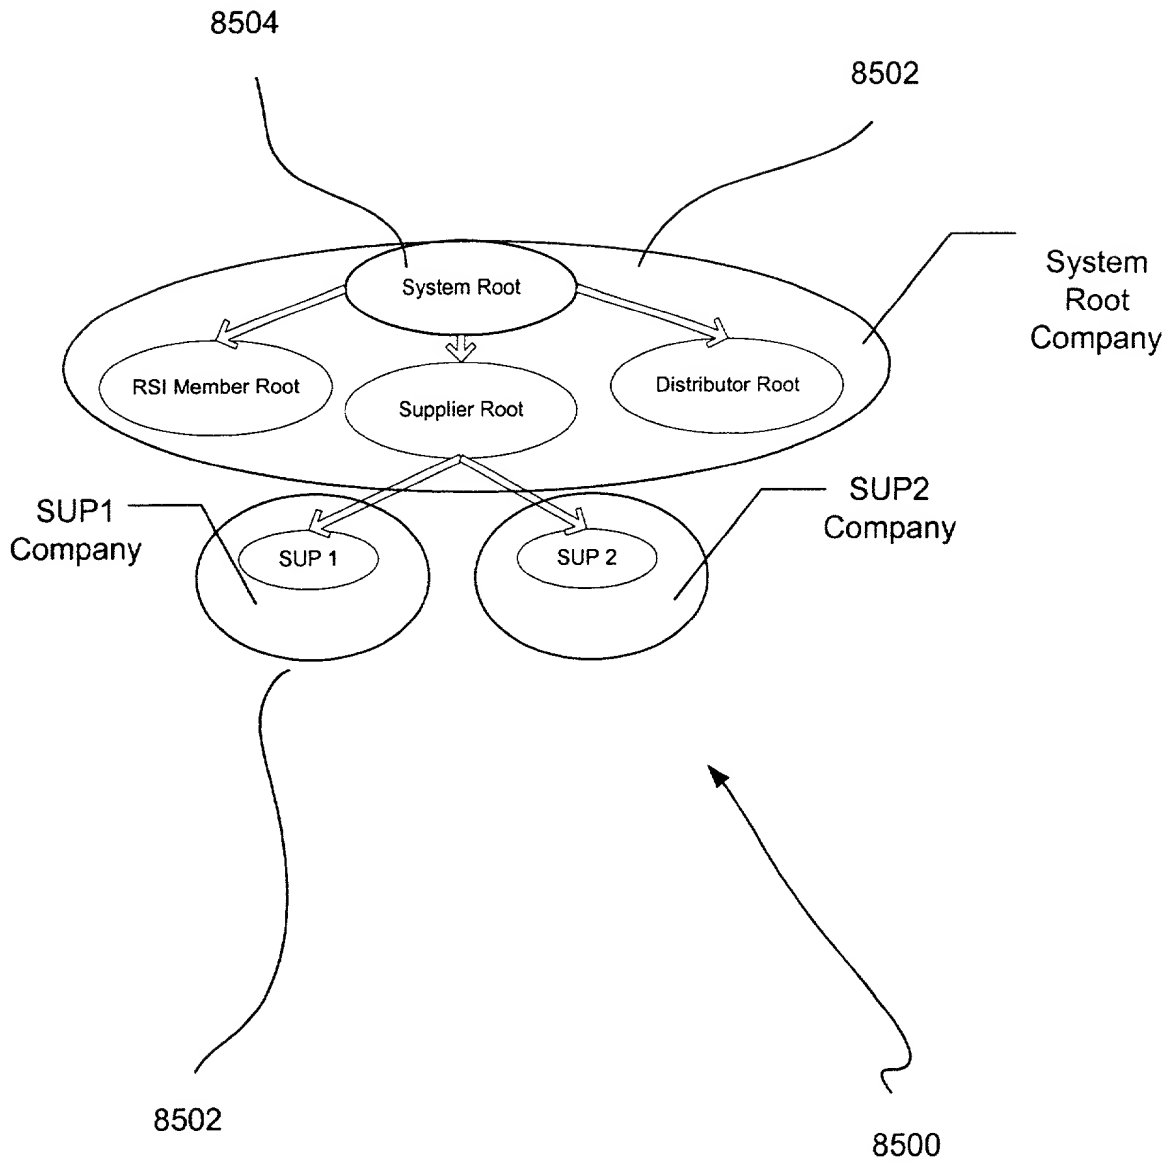 8504
8502
System Root
System
Root
Company
RSI Member Root
Supplier Root
Distributor Root
SUP1
Company
SUP2
Company
SUP 1
SUP 2
8502
8500